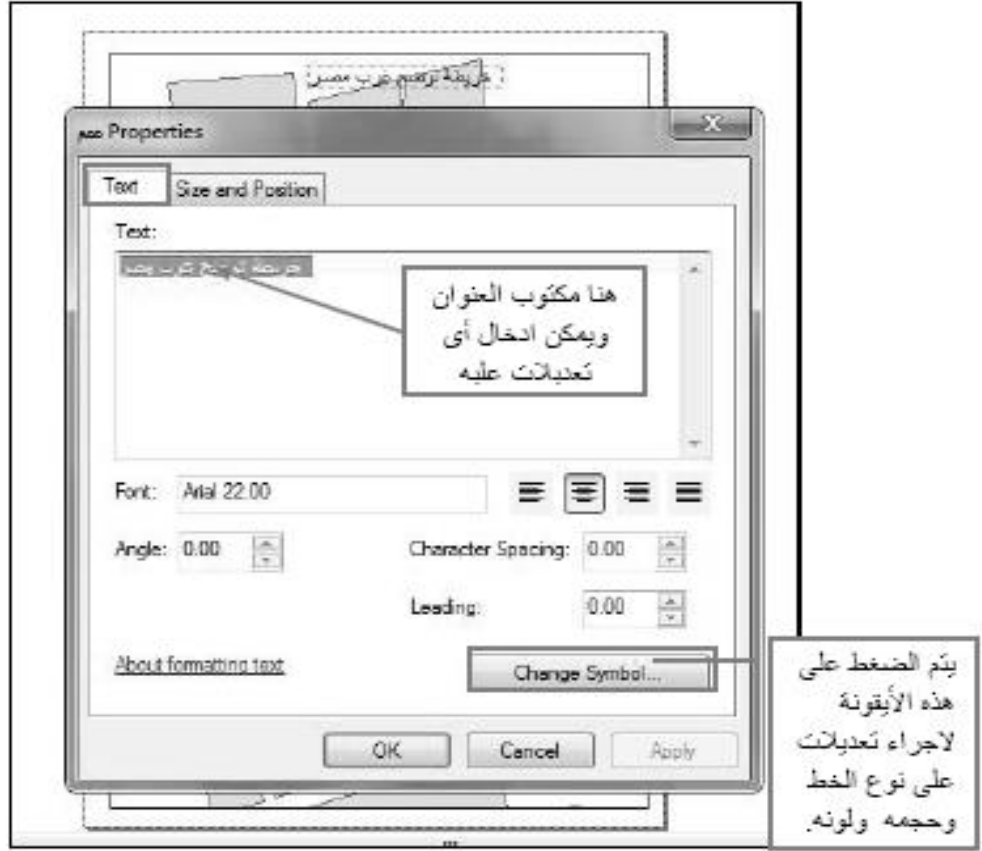 خريطة توضح غرب مصر
Properties
Text
Size and Position
Text:
هنا مكتوب العنوان
ويمكن ادخال أى
تعديلات عليه
Font: Arial 22.00
Angle: 0.00
Character Spacing: 0.00
Leading: 0.00
About formatting text
Change Symbol...
يتم الضغط على
هذه الأيقونة
لاجراء تعديلات
على نوع الخط
وحجمه ولونه.
OK
Cancel
Apply